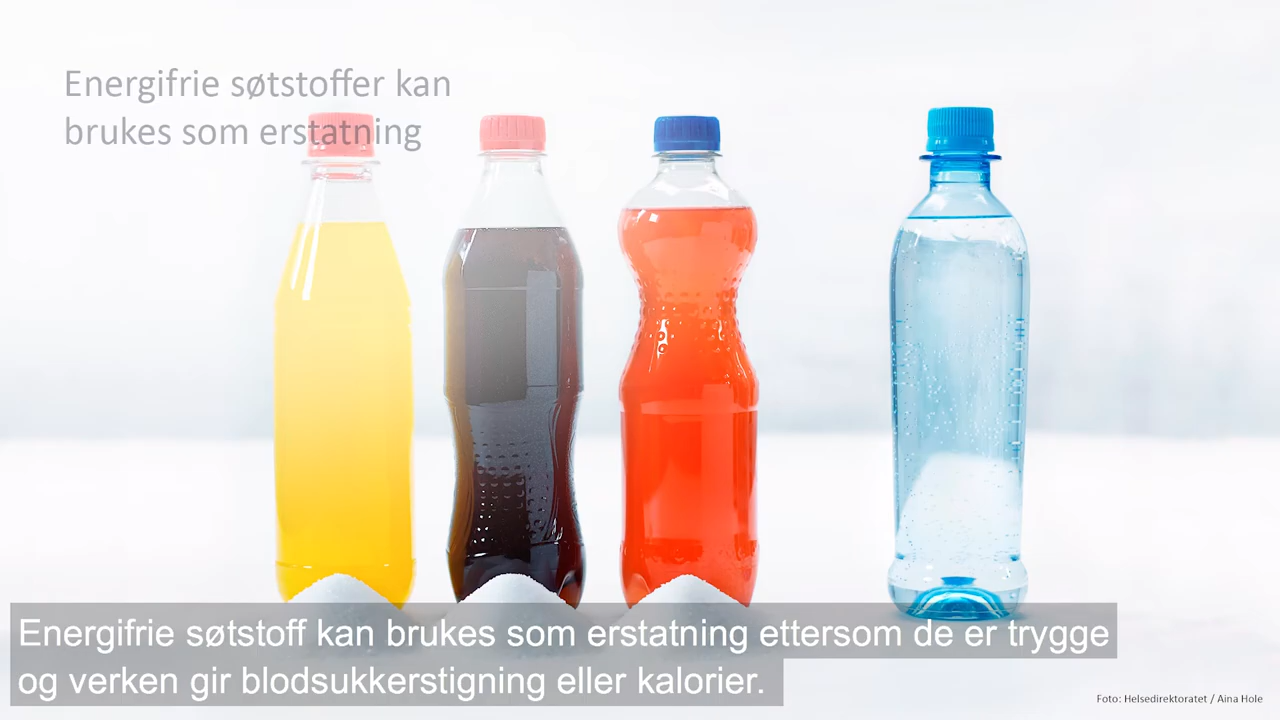 Energifrie søtstoffer kan
brukes som erstatning
Energifrie søtstoff kan brukes som erstatning ettersom de er trygge
og verken gir blodsukkerstigning eller kalorier.
Foto: Helsedirektoratet / Aina Hole